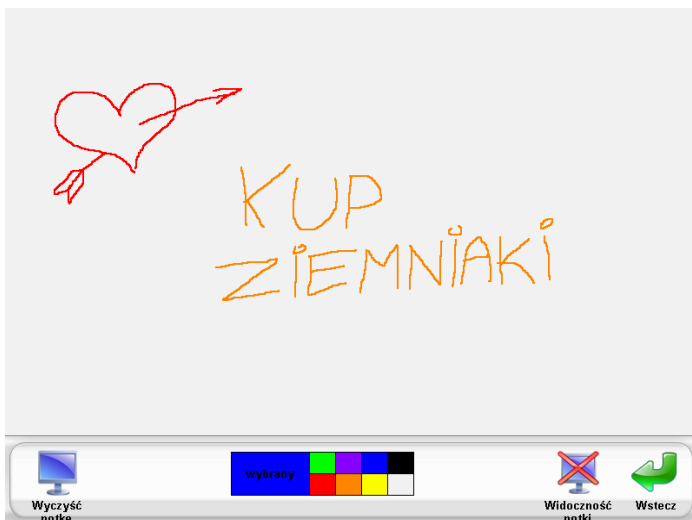 KUP
ZIEMNIAKI
wybrany
Wyczyść
notkę
Widoczność
notki
Wstecz